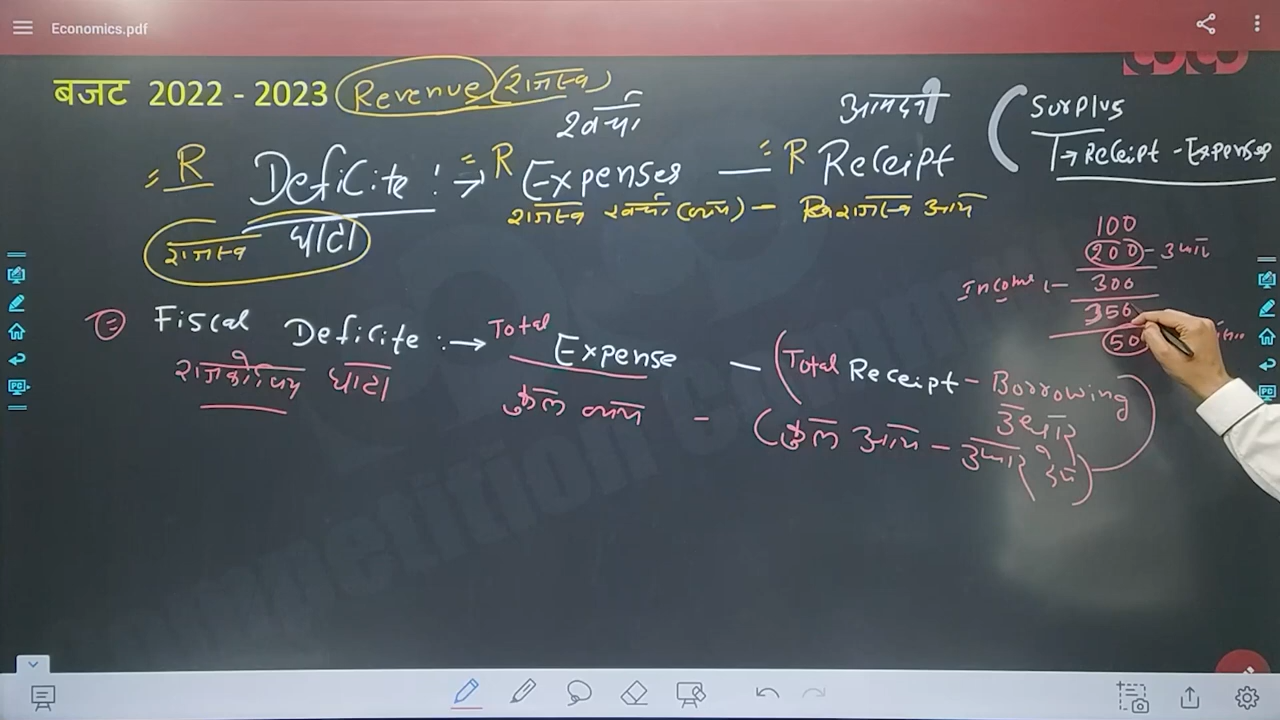 Economics.pdf
बजट 2022 - 2023 Revenue (राजस्व)
खर्चा
आमदनी
Surplus
→ Receipt - Expenses
= R Deficite : → = R Expenses — = R Receipt
राजस्व घाटा
राजस्व खर्चा (व्यय) — राजस्व आय
100
200 - उधार
Income :- 300
350
50
Fiscal Deficite :→ Total Expense — (Total Receipt - Borrowing
राजकोषीय घाटा
उधार
कुल व्यय - (कुल आय - उधार
PC
PC